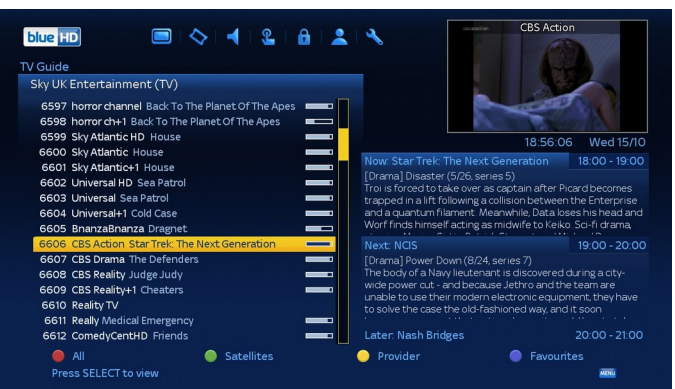 blue HD
TV Guide
Sky UK Entertainment (TV)
6597 horror channel Back To The Planet Of The Apes
6598 horror ch+1 Back To The Planet Of The Apes
6599 Sky Atlantic HD House
6600 Sky Atlantic House
6601 Sky Atlantic+1 House
6602 Universal HD Sea Patrol
6603 Universal Sea Patrol
6604 Universal+1 Cold Case
6605 BnanzaBnanza Dragnet
6606 CBS Action Star Trek: The Next Generation
6607 CBS Drama The Defenders
6608 CBS Reality Judge Judy
6609 CBS Reality+1 Cheaters
6610 Reality TV
6611 Really Medical Emergency
6612 ComedyCentHD Friends
CBS Action
18:56:06 Wed 15/10
Now: Star Trek: The Next Generation 18:00 - 19:00
[Drama] Disaster (5/26, series 5)
Troi is forced to take over as captain after Picard becomes
trapped in a lift following a collision between the Enterprise
and a quantum filament. Meanwhile, Data loses his head and
Worf finds himself acting as midwife to Keiko. Sci-fi drama,
Next: NCIS 19:00 - 20:00
[Drama] Power Down (8/24, series 7)
The body of a Navy lieutenant is discovered during a city-
wide power cut - and because Jethro and the team are
unable to use their modern electronic equipment, they have
to solve the case the old-fashioned way, and it soon
Later: Nash Bridges 20:00 - 21:00
All Satellites Provider Favourites
Press SELECT to view MENU